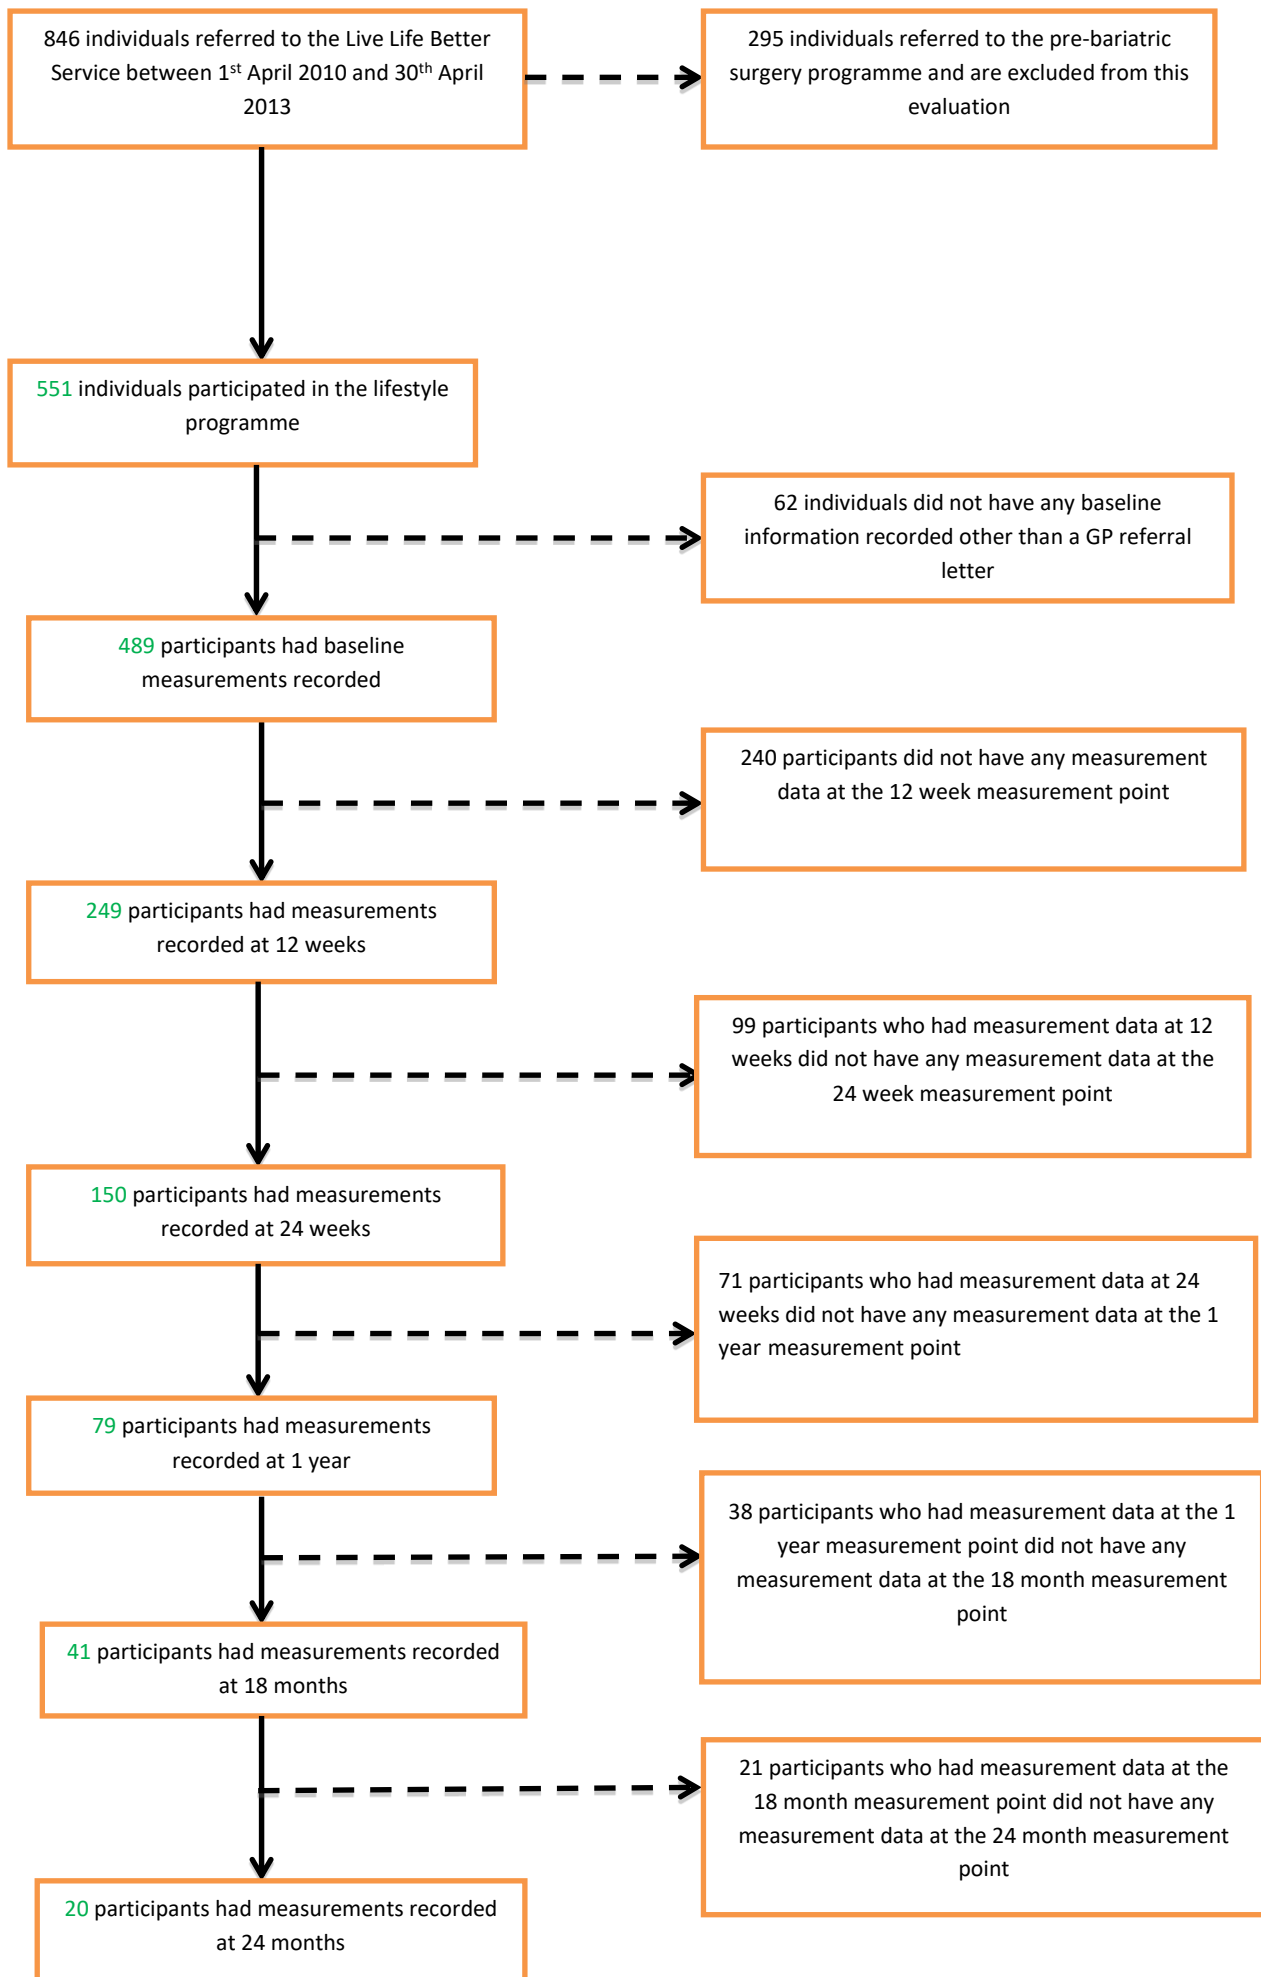 846 individuals referred to the Live Life Better
Service between 1st April 2010 and 30th April
2013
295 individuals referred to the pre-bariatric
surgery programme and are excluded from this
evaluation
551 individuals participated in the lifestyle
programme
62 individuals did not have any baseline
information recorded other than a GP referral
letter
489 participants had baseline
measurements recorded
240 participants did not have any measurement
data at the 12 week measurement point
249 participants had measurements
recorded at 12 weeks
99 participants who had measurement data at 12
weeks did not have any measurement data at the
24 week measurement point
150 participants had measurements
recorded at 24 weeks
71 participants who had measurement data at 24
weeks did not have any measurement data at the 1
year measurement point
79 participants had measurements
recorded at 1 year
38 participants who had measurement data at the 1
year measurement point did not have any
measurement data at the 18 month measurement
point
41 participants had measurements recorded
at 18 months
21 participants who had measurement data at the
18 month measurement point did not have any
measurement data at the 24 month measurement
point
20 participants had measurements recorded
at 24 months